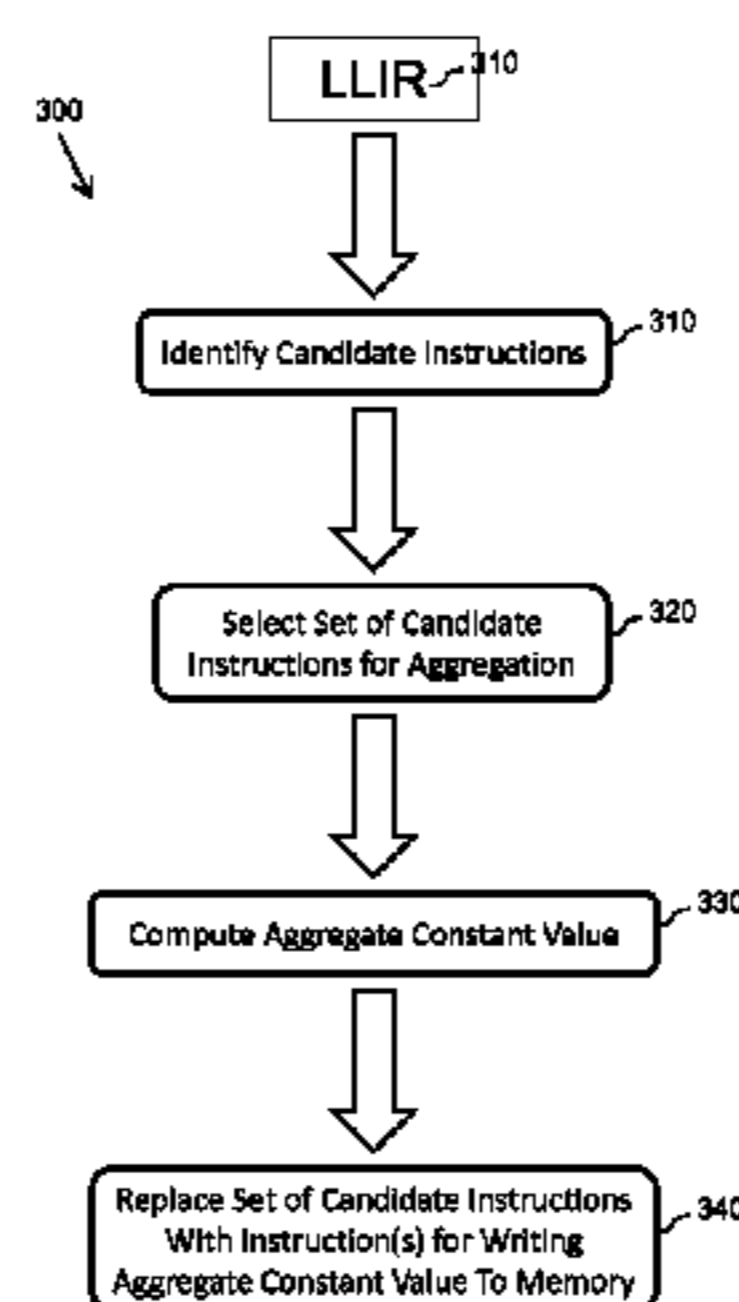 LLIR 310
300
Identify Candidate Instructions 310
Select Set of Candidate 320
Instructions for Aggregation
Compute Aggregate Constant Value 330
Replace Set of Candidate Instructions 340
With Instruction(s) for Writing
Aggregate Constant Value To Memory